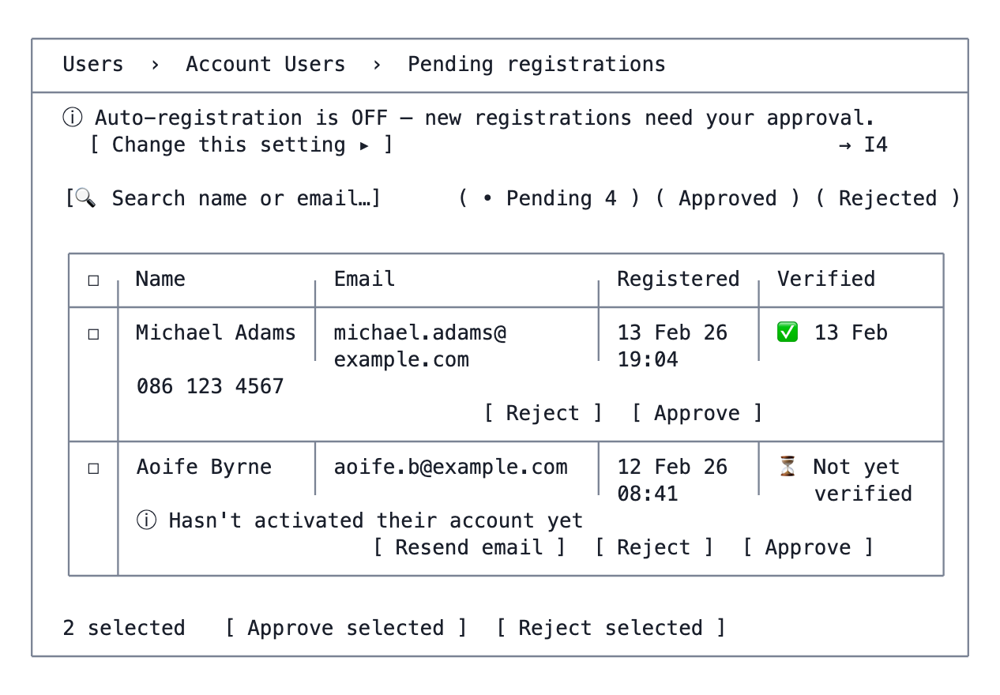 Users › Account Users › Pending registrations
ⓘ Auto-registration is OFF — new registrations need your approval.
[ Change this setting ▸ ] → I4
[🔍 Search name or email…] ( • Pending 4 ) ( Approved ) ( Rejected )
☐ Name Email Registered Verified
☐ Michael Adams michael.adams@ 13 Feb 26 ✅ 13 Feb
example.com 19:04
086 123 4567
[ Reject ] [ Approve ]
☐ Aoife Byrne aoife.b@example.com 12 Feb 26 ⏳ Not yet
08:41 verified
ⓘ Hasn't activated their account yet
[ Resend email ] [ Reject ] [ Approve ]
2 selected [ Approve selected ] [ Reject selected ]